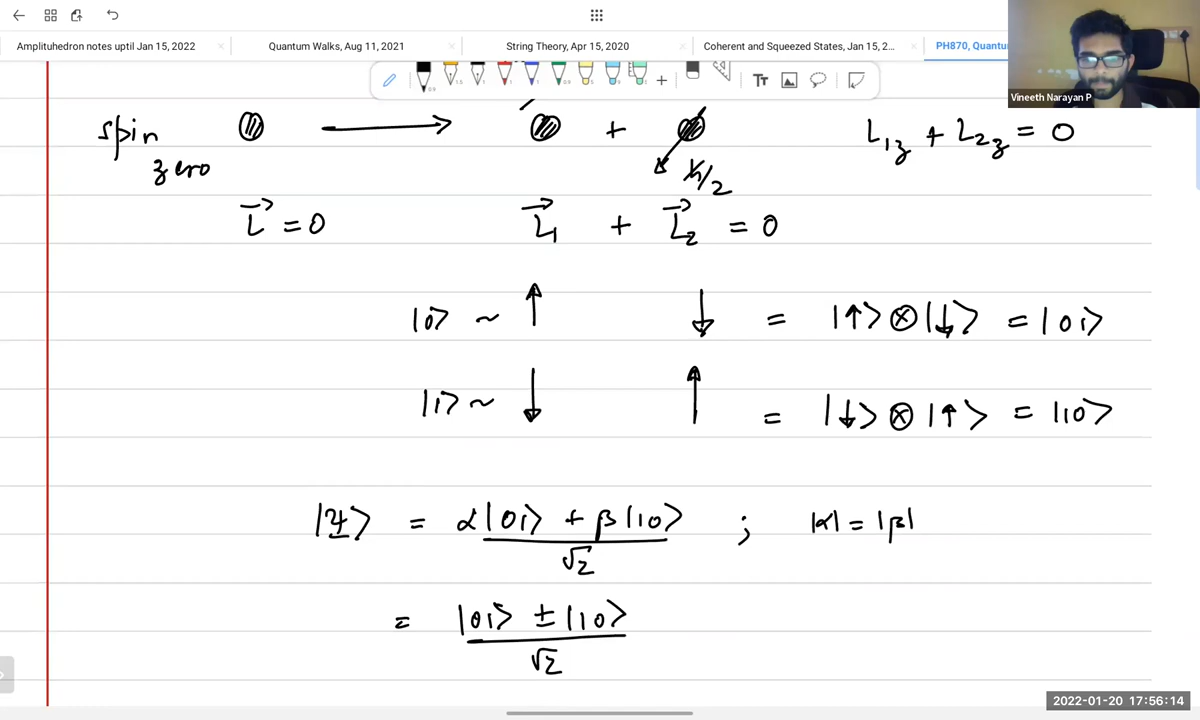 Amplituhedron notes uptil Jan 15, 2022 × Quantum Walks, Aug 11, 2021 × String Theory, Apr 15, 2020 × Coherent and Squeezed States, Jan 15, 2... × PH870, Quantu
Tт
Vineeth Narayan P
spin ⟶ + L₁z + L₂z = 0
zero ħ/2
L⃗ = 0 L⃗₁ + L⃗₂ = 0
|0⟩ ~ ↑ ↓ = |↑⟩⊗|↓⟩ = |01⟩
|1⟩ ~ ↓ ↑ = |↓⟩⊗|↑⟩ = |10⟩
|Ψ⟩ = α|01⟩ + β|10⟩ ; |α| = |β|
√2
= |01⟩ ± |10⟩
√2
2022-01-20 17:56:14